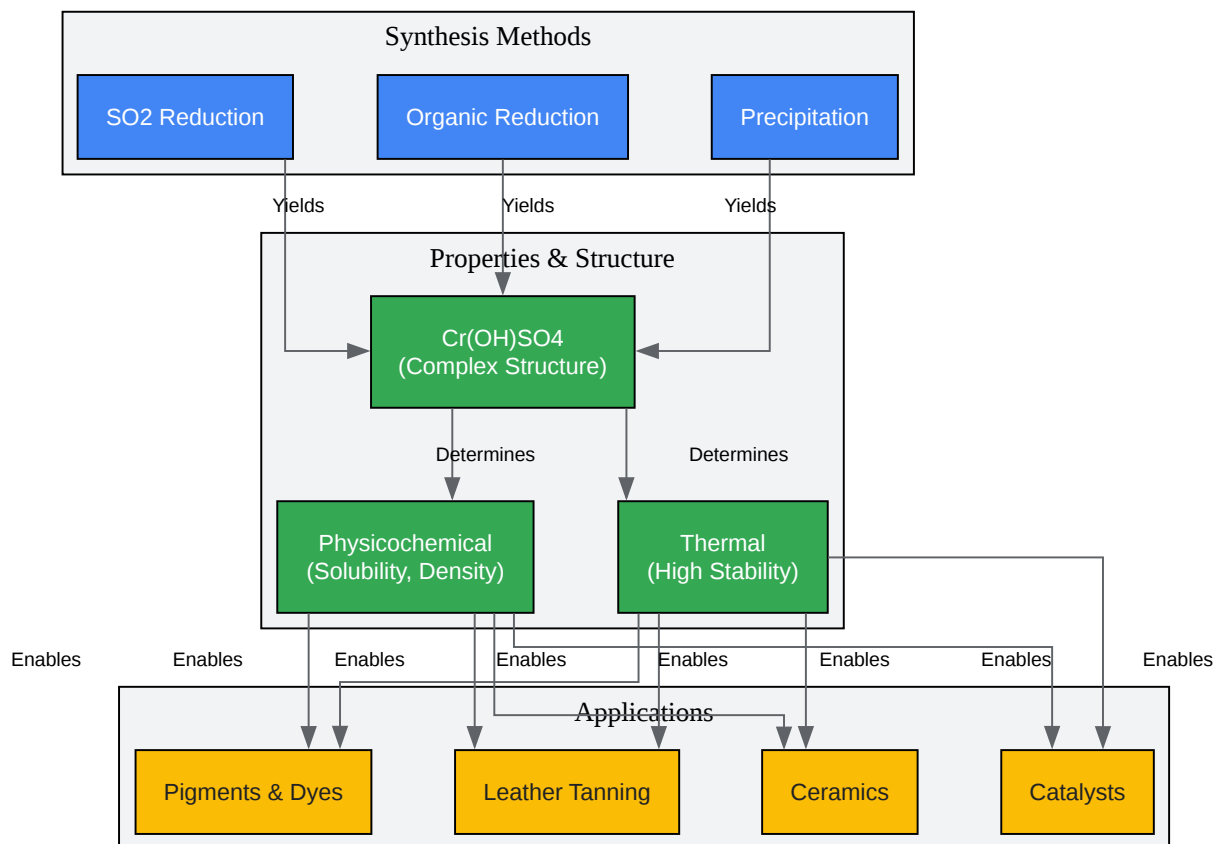 Synthesis Methods
SO2 Reduction
Organic Reduction
Precipitation
Yields
Yields
Yields
Properties & Structure
Cr(OH)SO4
(Complex Structure)
Determines
Determines
Physicochemical
(Solubility, Density)
Thermal
(High Stability)
Enables
Enables
Enables
Enables
Enables
Enables
Enables
Enables
Applications
Pigments & Dyes
Leather Tanning
Ceramics
Catalysts